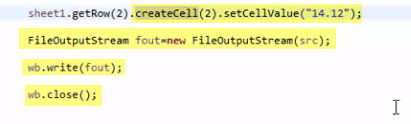 sheet1.getRow(2).createCell(2).setCellValue("14.12");
FileOutputStream fout=new FileOutputStream(src);
wb.write(fout);
wb.close();